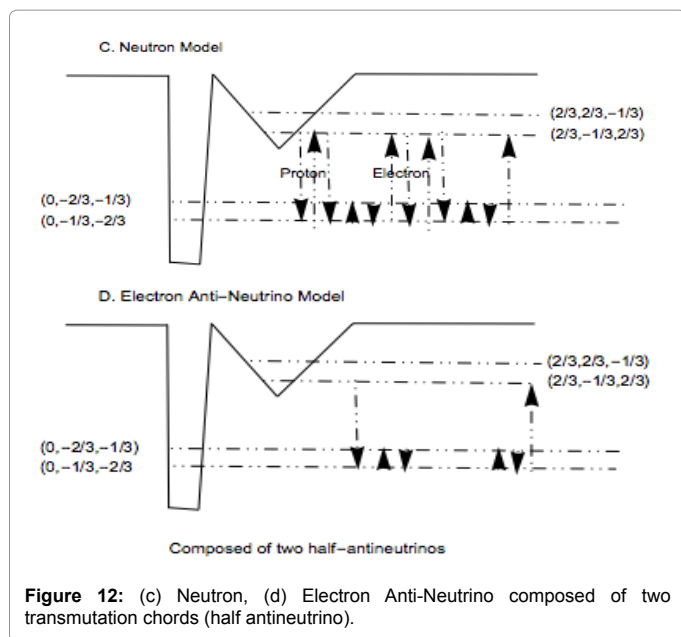 C. Neutron Model
(2/3,2/3,−1/3)
(2/3,−1/3,2/3)
Proton Electron
(0,−2/3,−1/3)
(0,−1/3,−2/3
D. Electron Anti−Neutrino Model
(2/3,2/3,−1/3)
(2/3,−1/3,2/3)
(0,−2/3,−1/3)
(0,−1/3,−2/3
Composed of two half−antineutrinos
Figure 12: (c) Neutron, (d) Electron Anti-Neutrino composed of two
transmutation chords (half antineutrino).